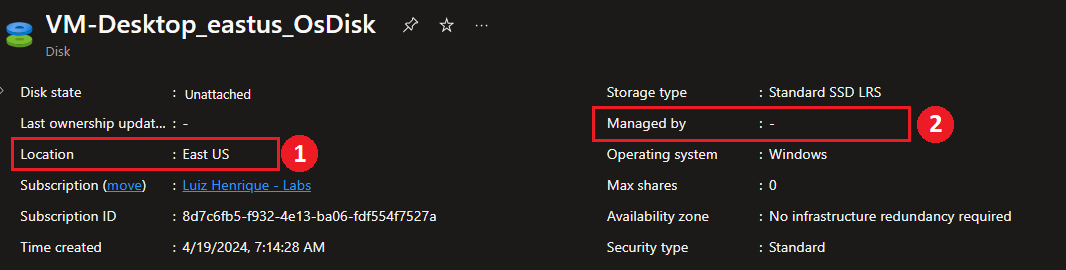 VM-Desktop_eastus_OsDisk
Disk
Disk state : Unattached
Storage type : Standard SSD LRS
Last ownership updat... : -
Managed by : -
2
Location : East US
1
Operating system : Windows
Subscription (move) : Luiz Henrique - Labs
Max shares : 0
Subscription ID : 8d7c6fb5-f932-4e13-ba06-fdf554f7527a
Availability zone : No infrastructure redundancy required
Time created : 4/19/2024, 7:14:28 AM
Security type : Standard